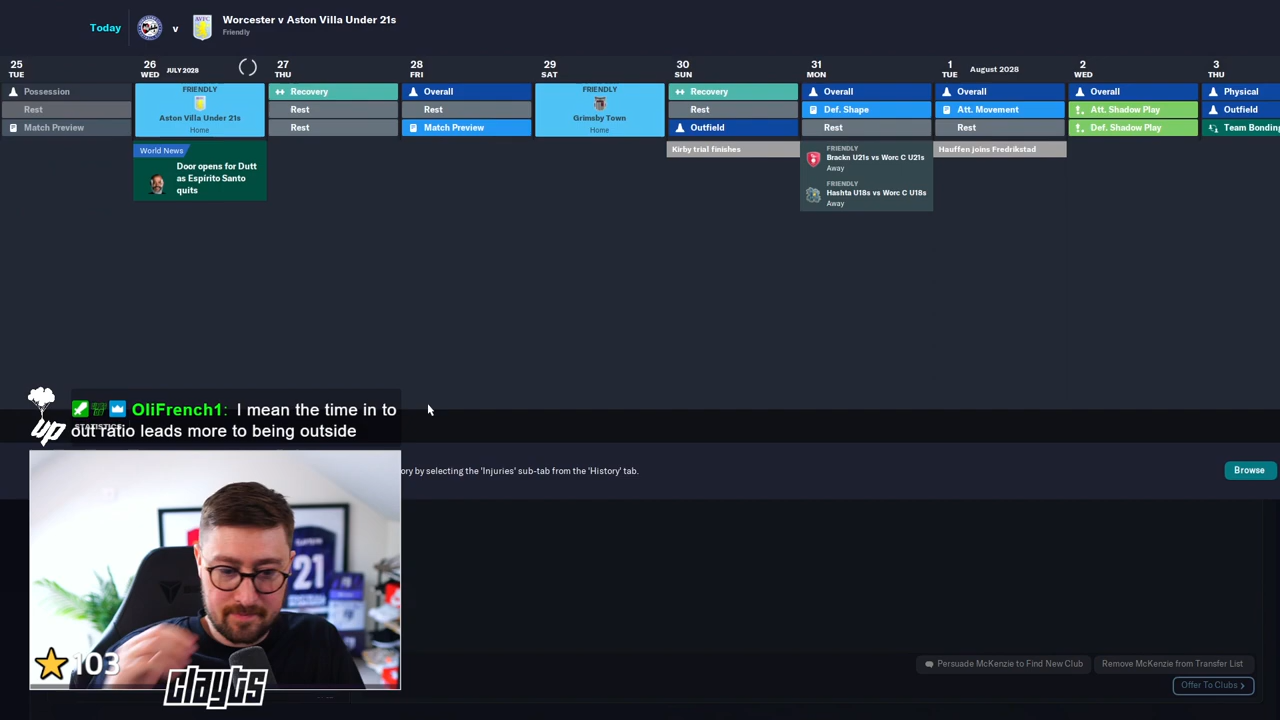 Today
v
AVFC
Worcester v Aston Villa Under 21s
Friendly
25
TUE
26
WED
JULY 2028
27
THU
28
FRI
29
SAT
30
SUN
31
MON
1
TUE
August 2028
2
WED
3
THU
Possession
Rest
Match Preview
FRIENDLY
Aston Villa Under 21s
Home
World News
Door opens for Dutt
as Espírito Santo
quits
Recovery
Rest
Rest
Overall
Rest
Match Preview
FRIENDLY
Grimsby Town
Home
Recovery
Rest
Outfield
Kirby trial finishes
Overall
Def. Shape
Rest
FRIENDLY
Brackn U21s vs Worc C U21s
Away
FRIENDLY
Hashta U18s vs Worc C U18s
Away
Overall
Att. Movement
Rest
Hauffen joins Fredrikstad
Overall
Att. Shadow Play
Def. Shadow Play
Physical
Outfield
Team Bonding
OliFrench1: I mean the time in to
out ratio leads more to being outside
STATISTICS
UP
ory by selecting the 'Injuries' sub-tab from the 'History' tab.
Browse
21
103
clayts
Persuade McKenzie to Find New Club
Remove McKenzie from Transfer List
Offer To Clubs